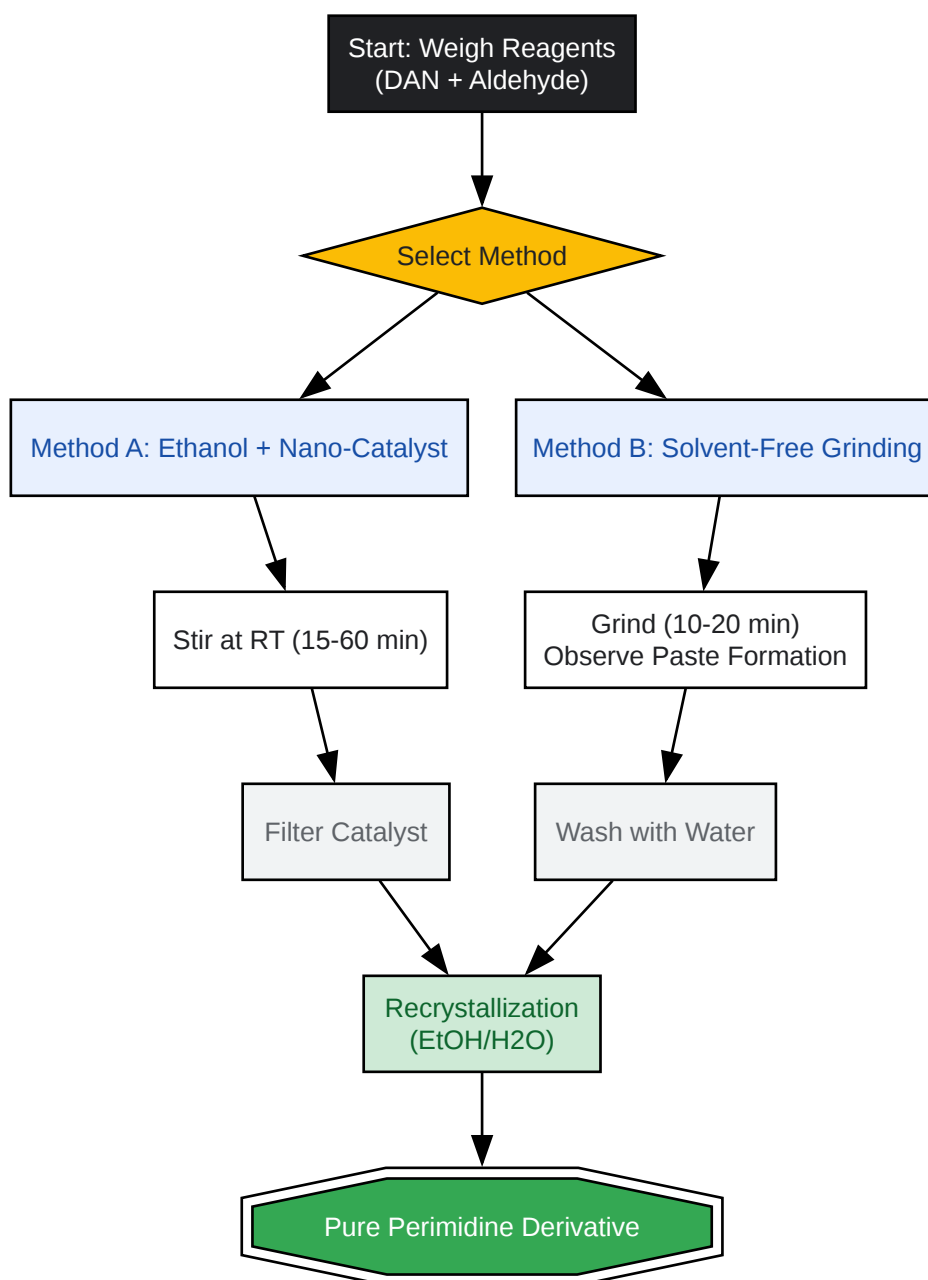 Start: Weigh Reagents
(DAN + Aldehyde)
Select Method
Method A: Ethanol + Nano-Catalyst
Method B: Solvent-Free Grinding
Stir at RT (15-60 min)
Grind (10-20 min)
Observe Paste Formation
Filter Catalyst
Wash with Water
Recrystallization
(EtOH/H2O)
Pure Perimidine Derivative